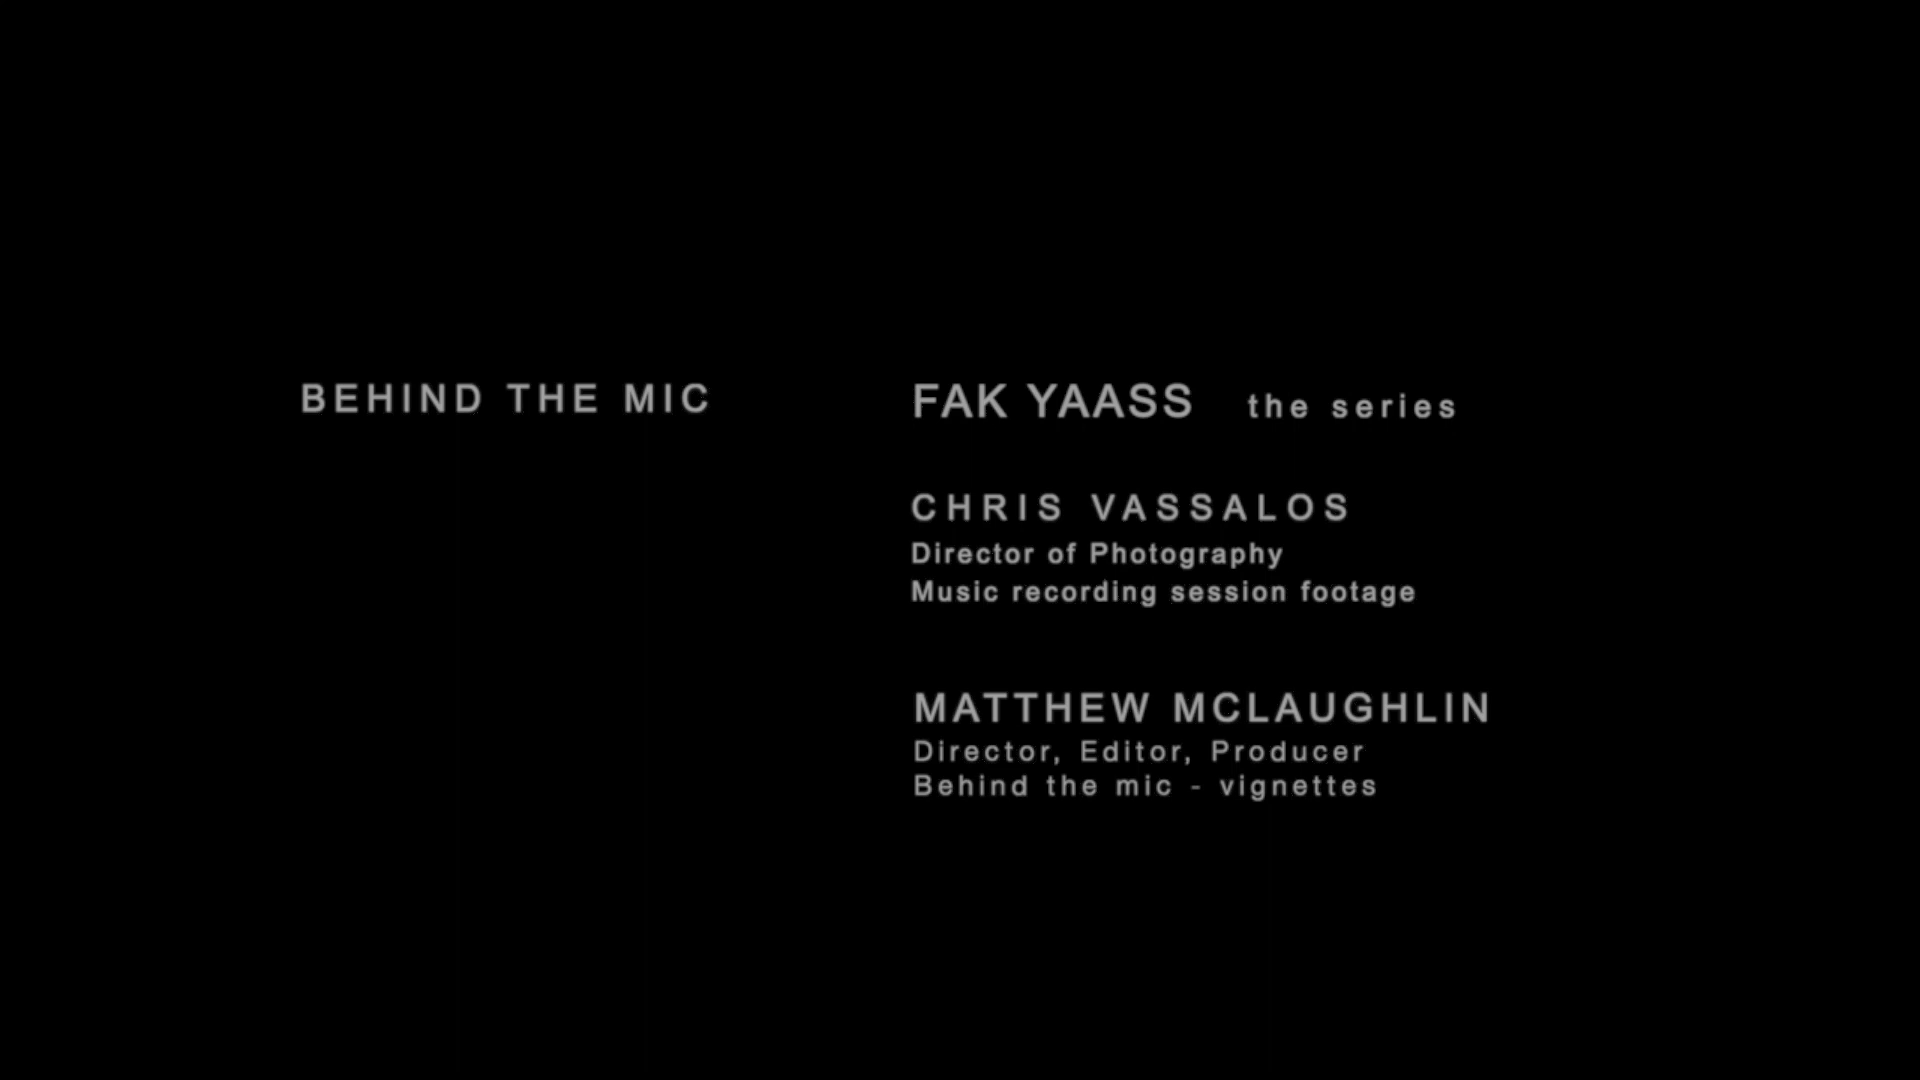 BEHIND THE MIC
FAK YAASS the series
CHRIS VASSALOS
Director of Photography
Music recording session footage
MATTHEW MCLAUGHLIN
Director, Editor, Producer
Behind the mic - vignettes